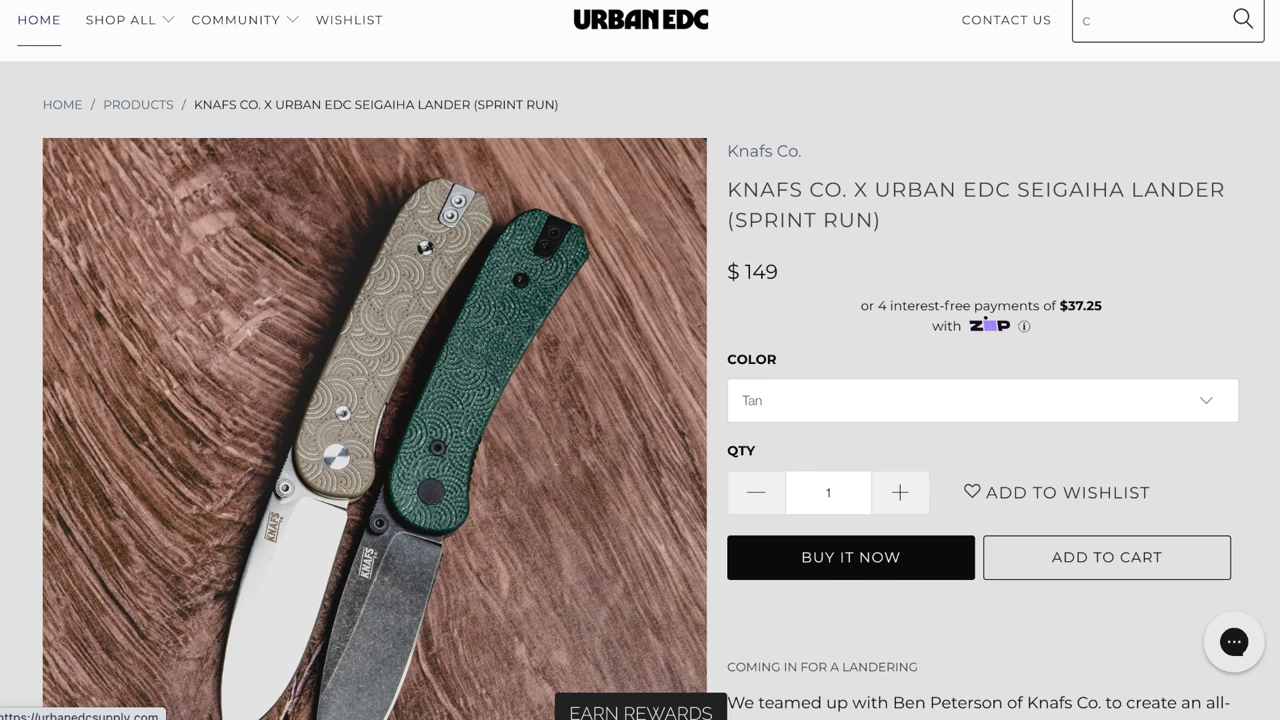 HOME SHOP ALL COMMUNITY WISHLIST URBAN EDC CONTACT US C
HOME / PRODUCTS / KNAFS CO. X URBAN EDC SEIGAIHA LANDER (SPRINT RUN)
Knafs Co.
KNAFS CO. X URBAN EDC SEIGAIHA LANDER
(SPRINT RUN)
$ 149
or 4 interest-free payments of $37.25
with ZIP
COLOR
Tan
QTY
1
ADD TO WISHLIST
BUY IT NOW ADD TO CART
KNAFS
KNAFS
COMING IN FOR A LANDERING
We teamed up with Ben Peterson of Knafs Co. to create an all-
EARN REWARDS
https://urbanedcsupply.com